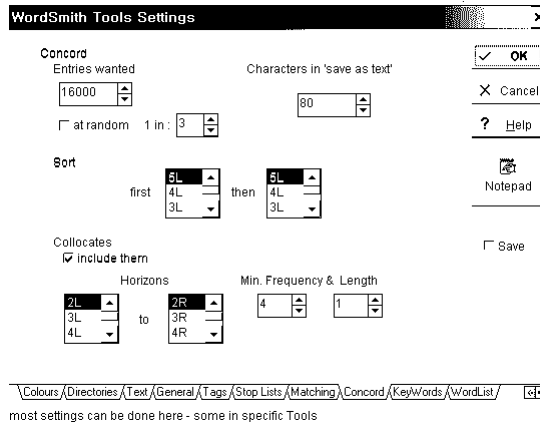 WordSmith Tools Settings
Concord
Entries wanted
Characters in 'save as text'
16000
80
at random 1 in : 3
OK
Cancel
? Help
Notepad
Save
Sort
first
5L
4L
3L
then
5L
4L
3L
Collocates
include them
Horizons
Min. Frequency & Length
2L
3L
4L
to
2R
3R
4R
4
1
Colours Directories Text General Tags Stop Lists Matching Concord KeyWords WordList
most settings can be done here - some in specific Tools